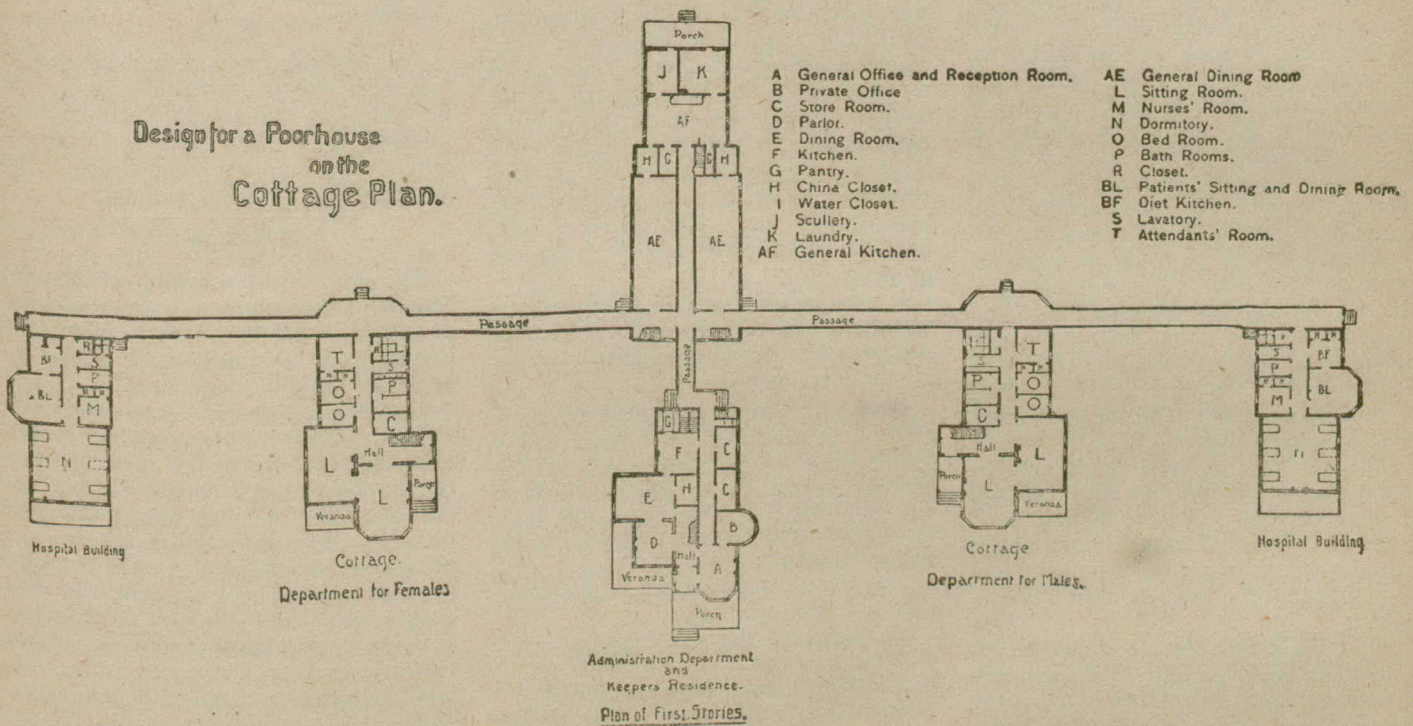 Design for a Poorhouse
on the
Cottage Plan.
A General Office and Reception Room.
B Private Office
C Store Room.
D Parlor.
E Dining Room.
F Kitchen.
G Pantry.
H China Closet.
I Water Closet.
J Scullery.
K Laundry.
AF General Kitchen.
AE General Dining Room
L Sitting Room.
M Nurses' Room.
N Dormitory.
O Bed Room.
P Bath Rooms.
R Closet.
BL Patients' Sitting and Dining Room.
BF Diet Kitchen.
S Lavatory.
T Attendants' Room.
Porch
J K
AF
H G G H
AE AE
Passage Passage
Passage
R
S
P
BL
M
N
Hospital Building
T
S
O P
O C
Hall
L
L
Veranda
Cottage.
Department for Females
G
F C
H C
E
D B
Hall A
Veranda
Porch
Administration Department
and
Keepers Residence.
Plan of First Stories.
T
S
P O
C O
Hall
Porch L
L
Veranda
Cottage
Department for Males.
BF
S
P
BL
M
Hospital Building